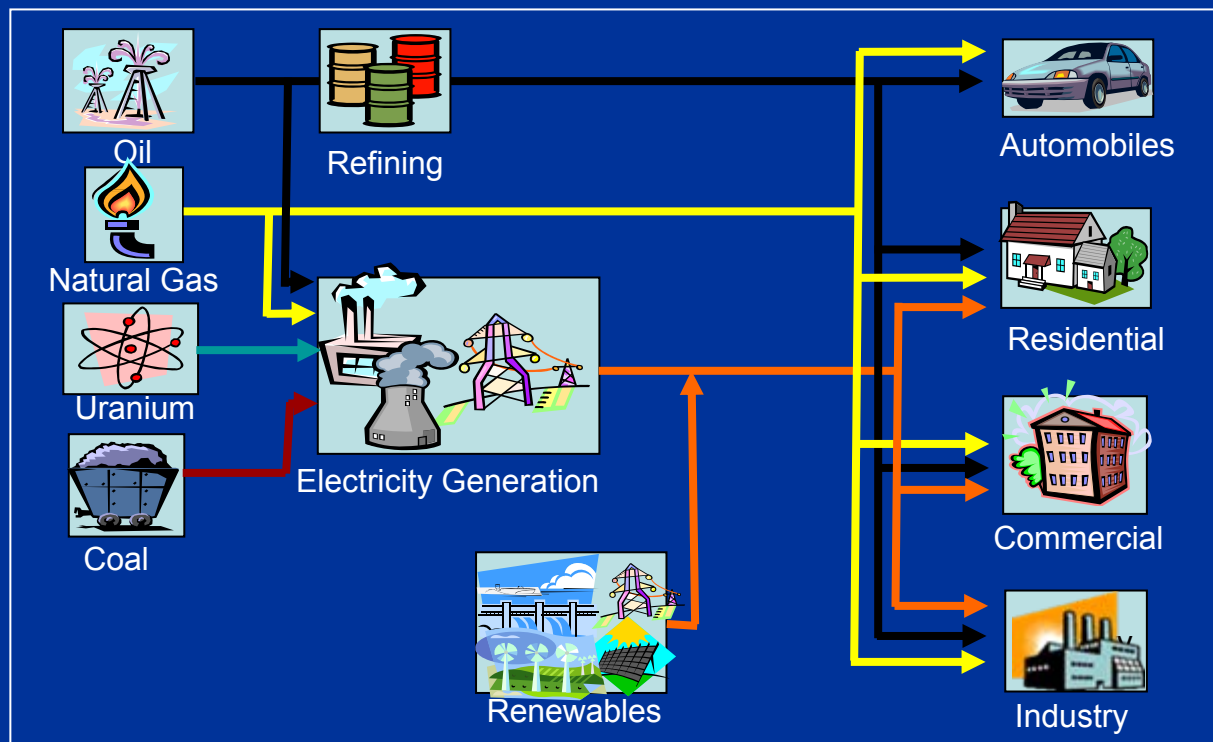 Oil
Refining
Automobiles
Natural Gas
Residential
Uranium
Electricity Generation
Coal
Commercial
Renewables
Industry